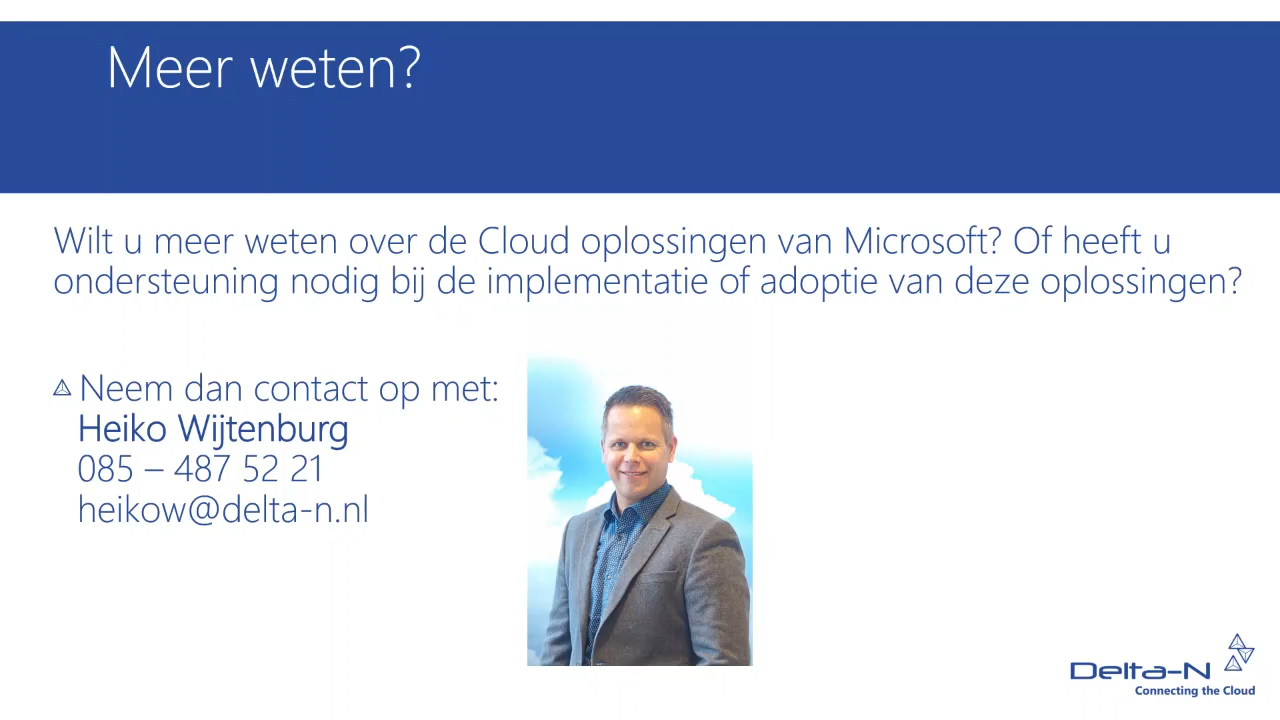 Meer weten?
Wilt u meer weten over de Cloud oplossingen van Microsoft? Of heeft u
ondersteuning nodig bij de implementatie of adoptie van deze oplossingen?
Neem dan contact op met:
Heiko Wijtenburg
085 – 487 52 21
heikow@delta-n.nl
Delta-N
Connecting the Cloud